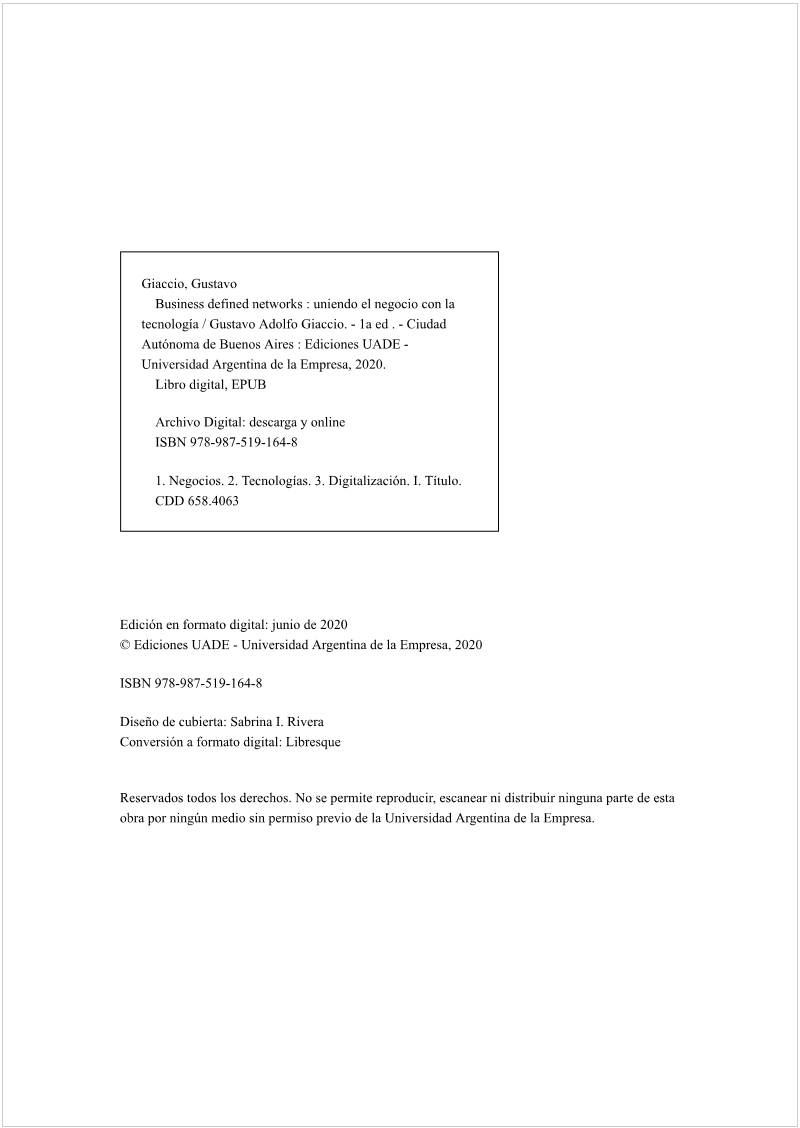 Giaccio, Gustavo
Business defined networks : uniendo el negocio con la
tecnología / Gustavo Adolfo Giaccio. - 1a ed . - Ciudad
Autónoma de Buenos Aires : Ediciones UADE -
Universidad Argentina de la Empresa, 2020.
Libro digital, EPUB
Archivo Digital: descarga y online
ISBN 978-987-519-164-8
1. Negocios. 2. Tecnologías. 3. Digitalización. I. Título.
CDD 658.4063
Edición en formato digital: junio de 2020
© Ediciones UADE - Universidad Argentina de la Empresa, 2020
ISBN 978-987-519-164-8
Diseño de cubierta: Sabrina I. Rivera
Conversión a formato digital: Libresque
Reservados todos los derechos. No se permite reproducir, escanear ni distribuir ninguna parte de esta
obra por ningún medio sin permiso previo de la Universidad Argentina de la Empresa.